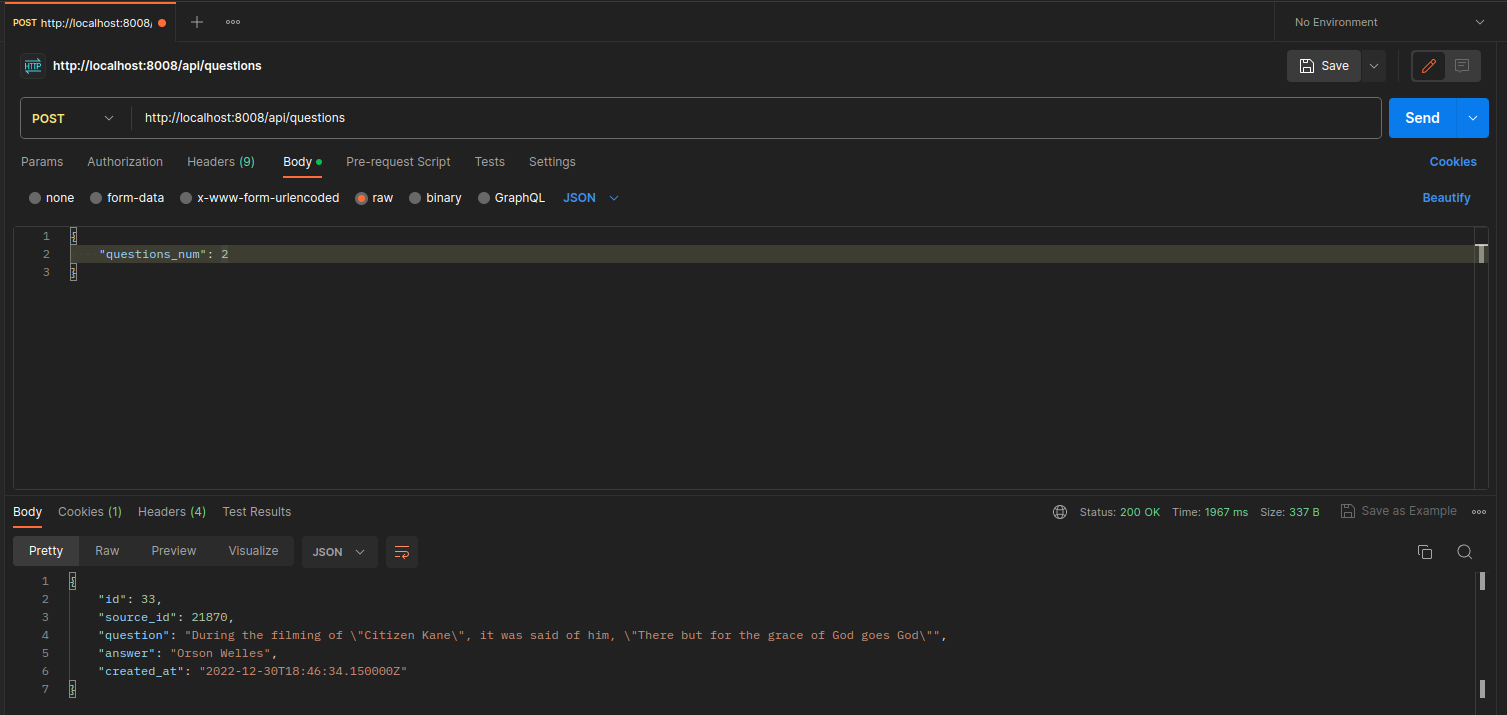 POST http://localhost:8008/
No Environment
HTTP http://localhost:8008/api/questions
Save
POST http://localhost:8008/api/questions Send
Params Authorization Headers (9) Body Pre-request Script Tests Settings Cookies
none form-data x-www-form-urlencoded raw binary GraphQL JSON Beautify
1 {
2 "questions_num": 2
3 }
Body Cookies (1) Headers (4) Test Results Status: 200 OK Time: 1967 ms Size: 337 B Save as Example
Pretty Raw Preview Visualize JSON
1 {
2 "id": 33,
3 "source_id": 21870,
4 "question": "During the filming of \"Citizen Kane\", it was said of him, \"There but for the grace of God goes God\"",
5 "answer": "Orson Welles",
6 "created_at": "2022-12-30T18:46:34.150000Z"
7 }